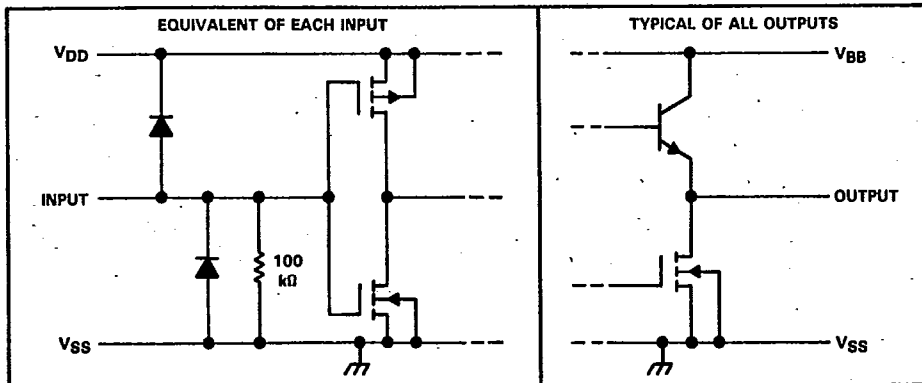 EQUIVALENT OF EACH INPUT
VDD
INPUT
100
kΩ
VSS
TYPICAL OF ALL OUTPUTS
VBB
OUTPUT
VSS